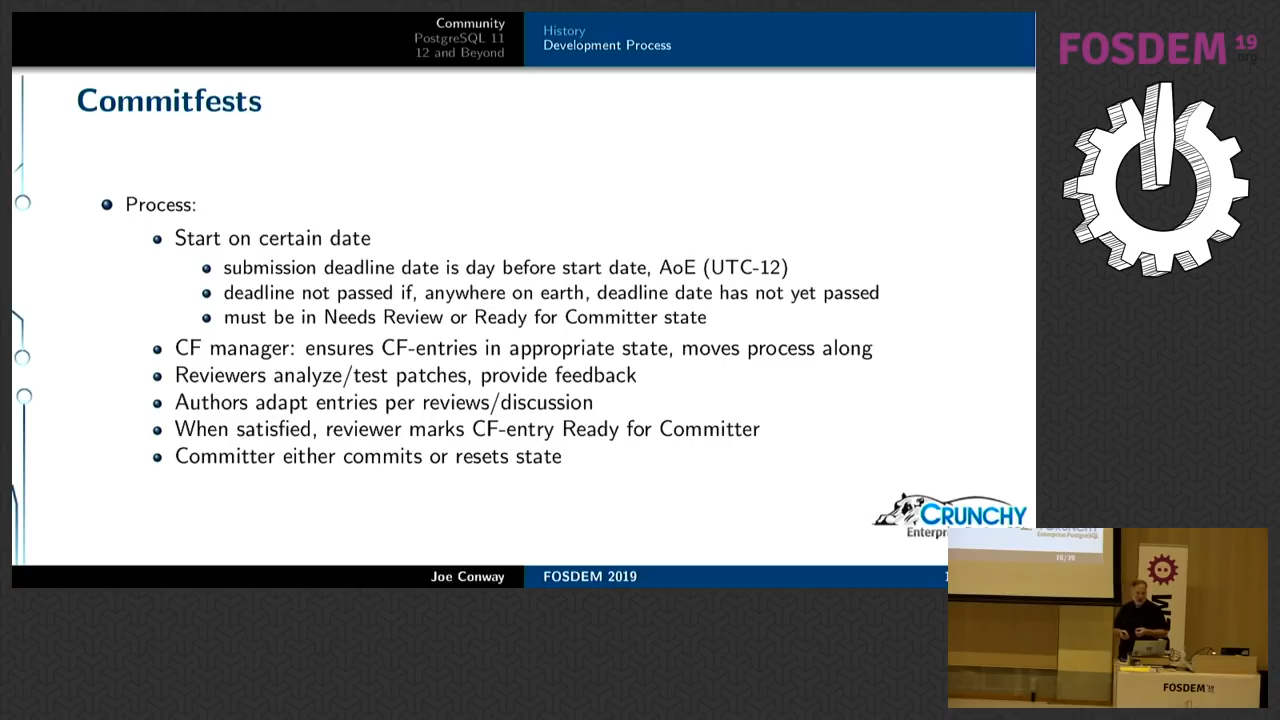 Community
PostgreSQL 11
12 and Beyond
History
Development Process
FOSDEM 19
.org
Commitfests
Process:
Start on certain date
submission deadline date is day before start date, AoE (UTC-12)
deadline not passed if, anywhere on earth, deadline date has not yet passed
must be in Needs Review or Ready for Committer state
CF manager: ensures CF-entries in appropriate state, moves process along
Reviewers analyze/test patches, provide feedback
Authors adapt entries per reviews/discussion
When satisfied, reviewer marks CF-entry Ready for Committer
Committer either commits or resets state
CRUNCHY
Enterprise PostgreSQL
Joe Conway
FOSDEM 2019
FOSDEM